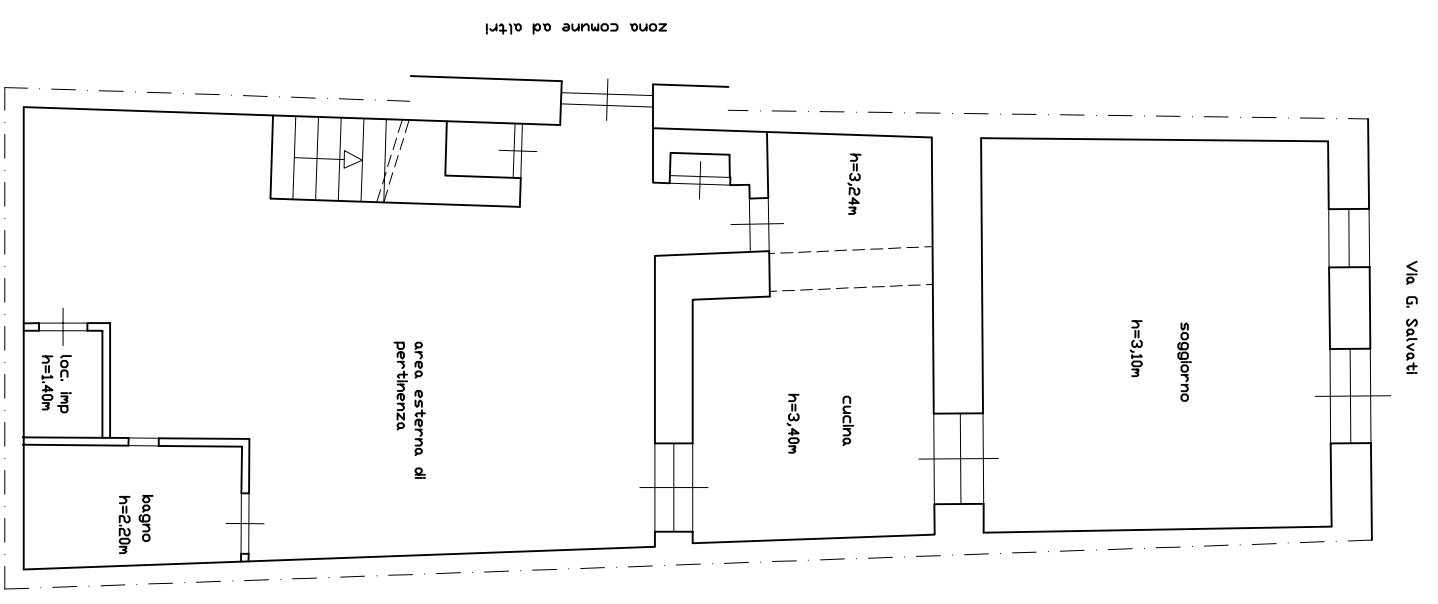 zona comune ad altri
h=3,24m
Via G. Salvati
soggiorno
h=3,10m
cucina
h=3,40m
area esterna di
pertinenza
loc. imp
h=1.40m
bagno
h=2.20m